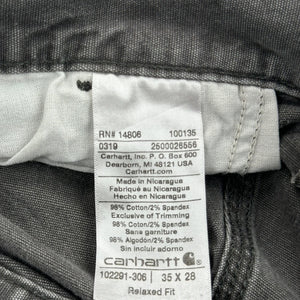 RN# 14806 100135
0319 2500026556
Carhartt, Inc. P.O. Box 600
Dearborn, MI 48121 USA
Carhartt.com
Made in Nicaragua
Fabriqué au Nicaragua
Hecho en Nicaragua
98% Cotton/2% Spandex
Exclusive of Trimming
98% Coton/2% Spandex
Sans garniture
98% Algodón/2% Spandex
Sin incluir adorno
carhartt
102291-306 35 X 28
Relaxed Fit